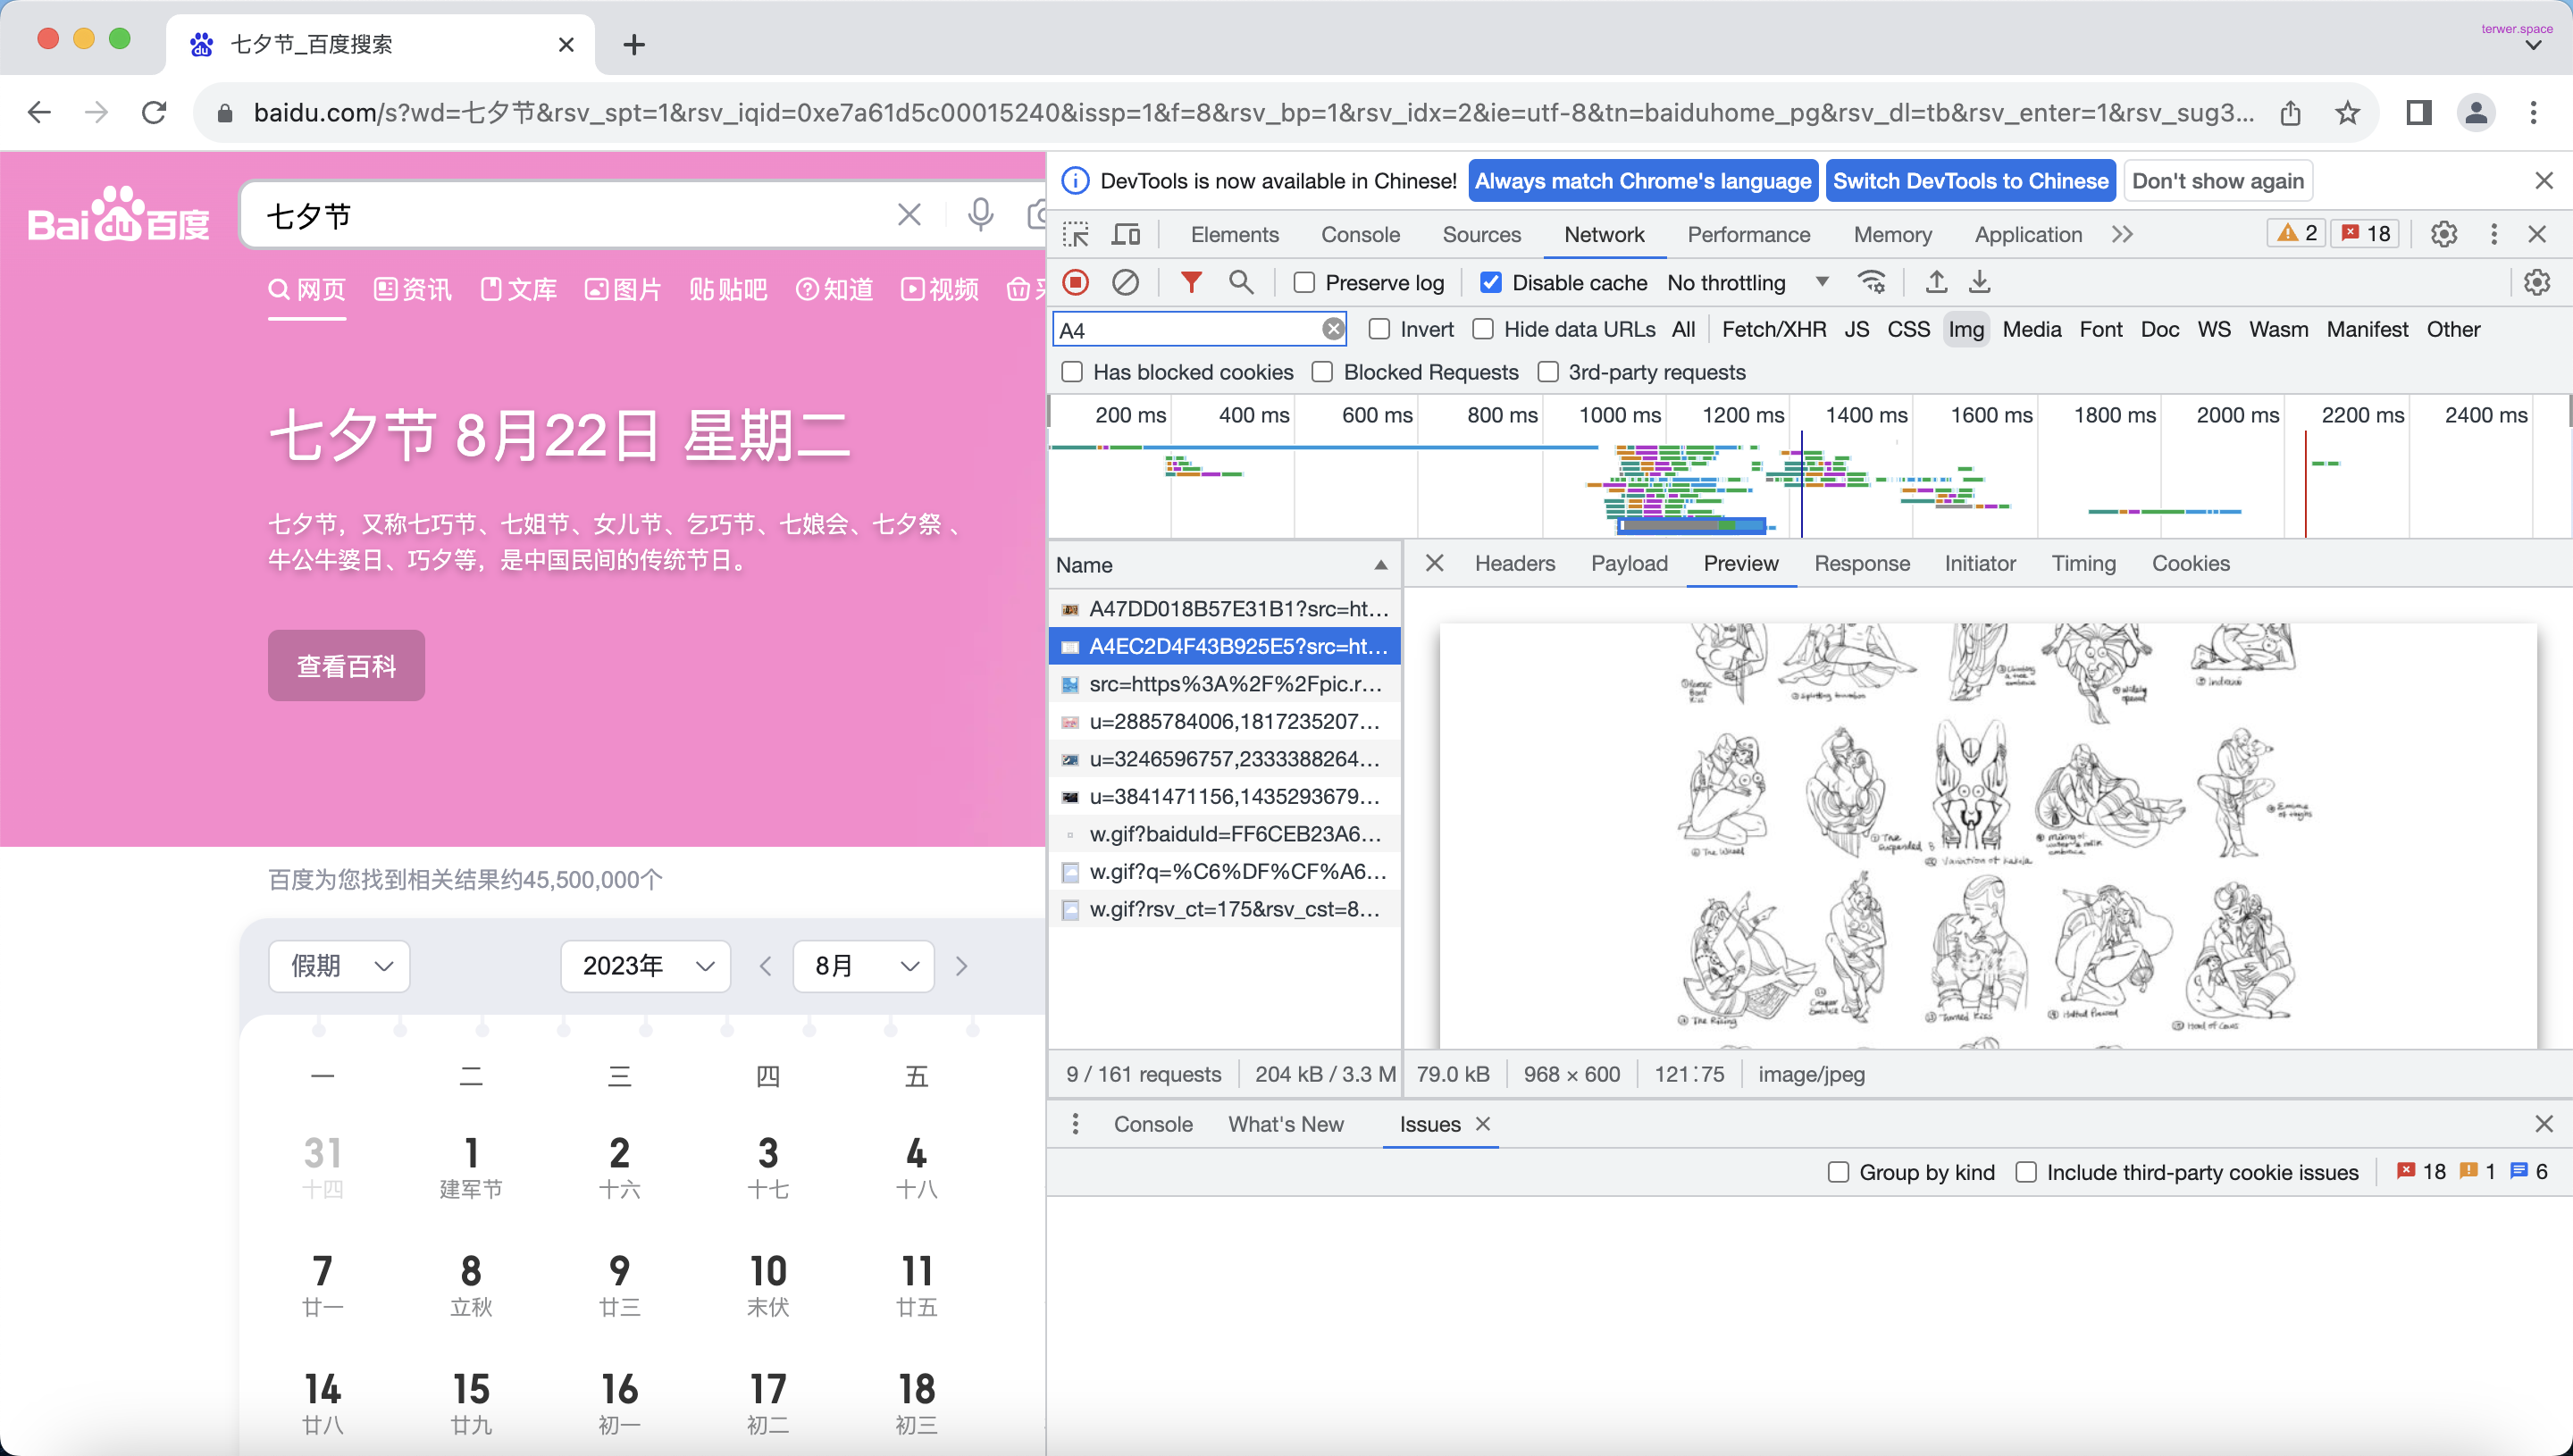 七夕节_百度搜索
terwer.space
baidu.com/s?wd=七夕节&rsv_spt=1&rsv_iqid=0xe7a61d5c00015240&issp=1&f=8&rsv_bp=1&rsv_idx=2&ie=utf-8&tn=baiduhome_pg&rsv_dl=tb&rsv_enter=1&rsv_sug3...
Bai du 百度
七夕节
网页 资讯 文库 图片 贴 贴吧 知道 视频
七夕节 8月22日 星期二
七夕节，又称七巧节、七姐节、女儿节、乞巧节、七娘会、七夕祭 、
牛公牛婆日、巧夕等，是中国民间的传统节日。
查看百科
百度为您找到相关结果约45,500,000个
假期 2023年 8月
一 二 三 四 五
31 1 2 3 4
十四 建军节 十六 十七 十八
7 8 9 10 11
廿一 立秋 廿三 末伏 廿五
14 15 16 17 18
廿八 廿九 初一 初二 初三
DevTools is now available in Chinese! Always match Chrome's language Switch DevTools to Chinese Don't show again
Elements Console Sources Network Performance Memory Application 2 18
Preserve log Disable cache No throttling
A4 Invert Hide data URLs All Fetch/XHR JS CSS Img Media Font Doc WS Wasm Manifest Other
Has blocked cookies Blocked Requests 3rd-party requests
200 ms 400 ms 600 ms 800 ms 1000 ms 1200 ms 1400 ms 1600 ms 1800 ms 2000 ms 2200 ms 2400 ms
Name
A47DD018B57E31B1?src=ht...
A4EC2D4F43B925E5?src=ht...
src=https%3A%2F%2Fpic.r...
u=2885784006,1817235207...
u=3246596757,2333388264...
u=3841471156,1435293679...
w.gif?baiduId=FF6CEB23A6...
w.gif?q=%C6%DF%CF%A6...
w.gif?rsv_ct=175&rsv_cst=8...
Headers Payload Preview Response Initiator Timing Cookies
The Wheel
The Suspended
Variation of
The Rising
Turned Kiss
9 / 161 requests 204 kB / 3.3 M 79.0 kB 968 × 600 121:75 image/jpeg
Console What's New Issues
Group by kind Include third-party cookie issues 18 1 6